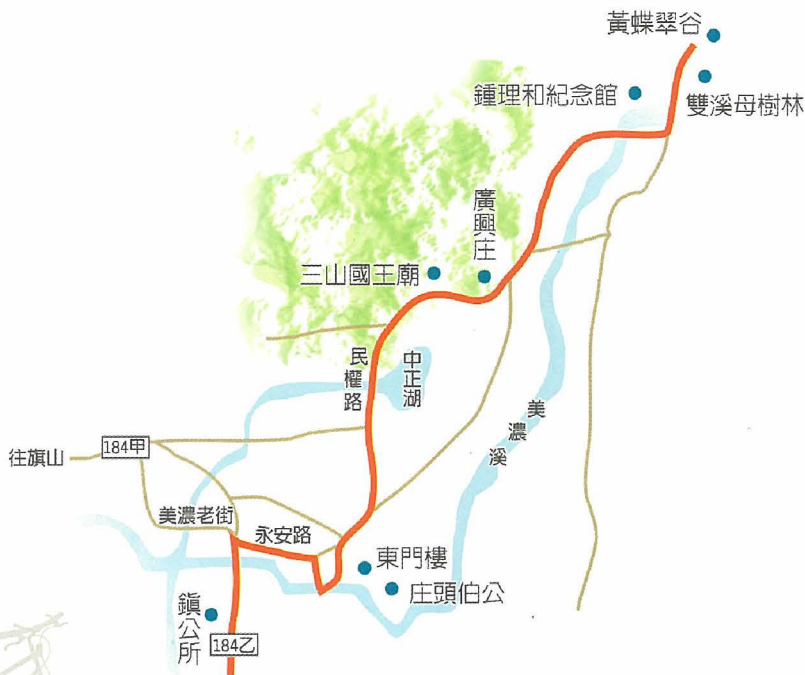 黃蝶翠谷
鍾理和紀念館
雙溪母樹林
廣興庄
三山國王廟
民權路
中正湖
美濃溪
184甲
往旗山
美濃老街
永安路
東門樓
庄頭伯公
鎮公所
184乙